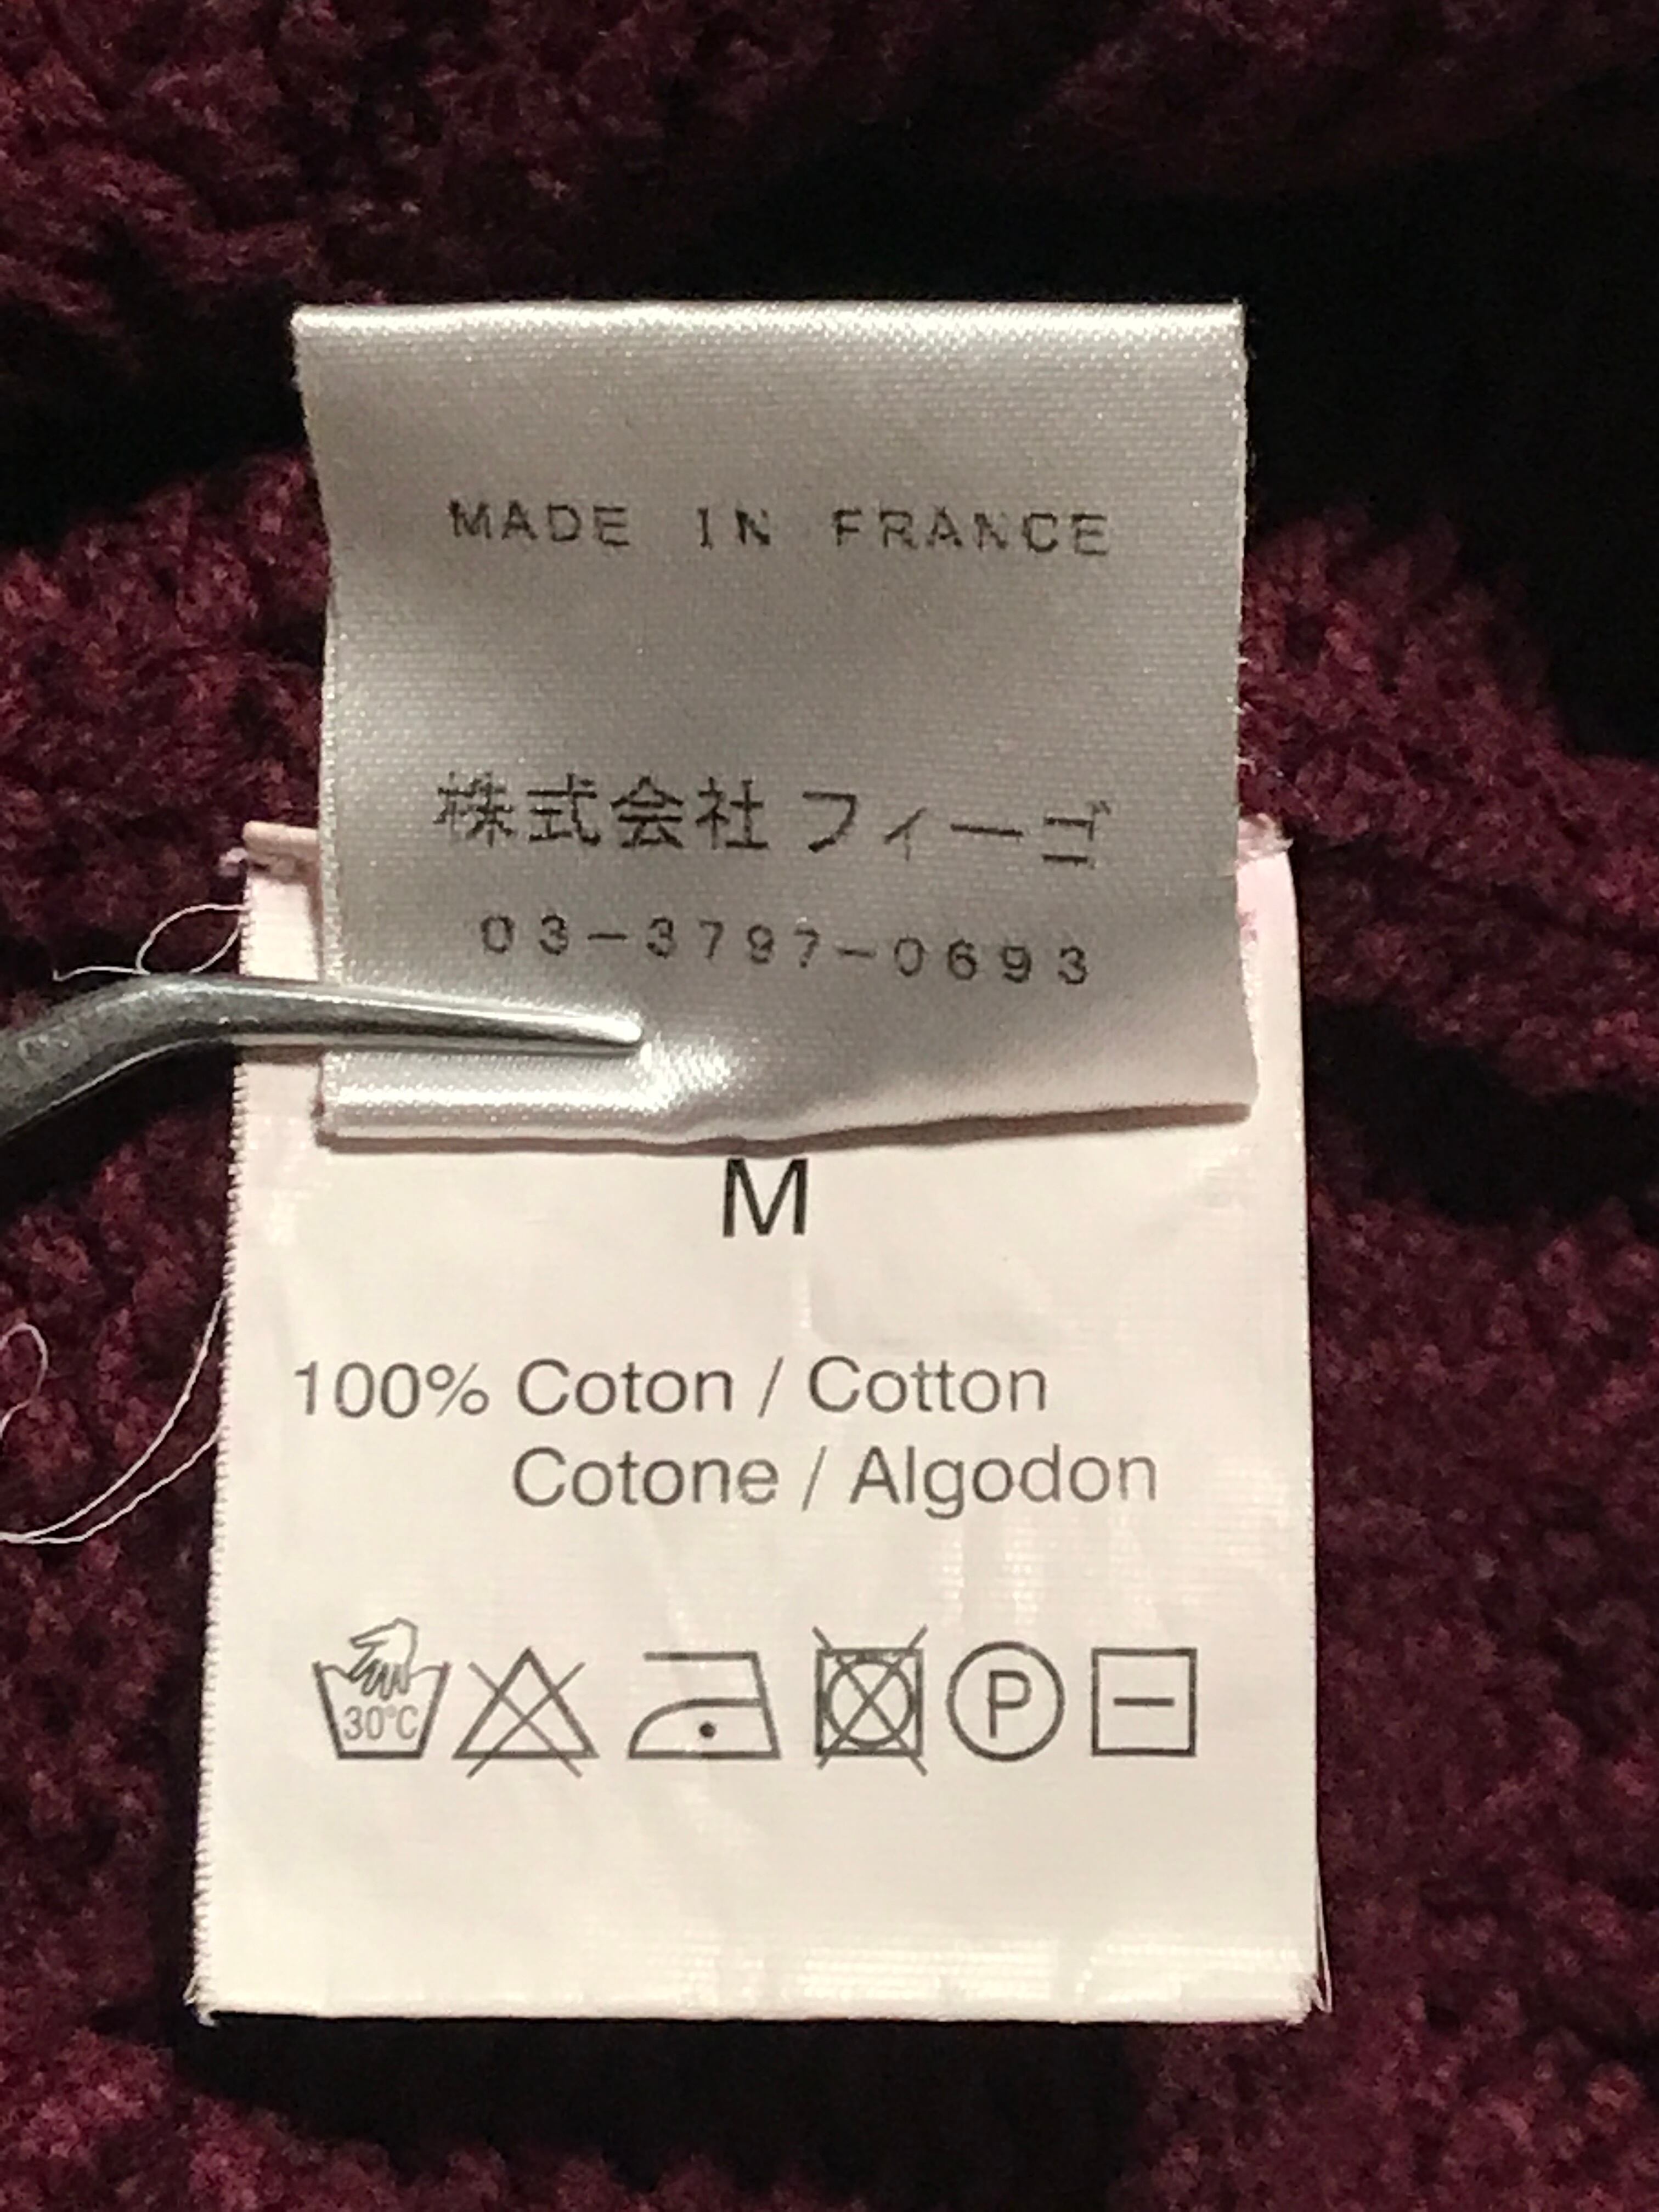 MADE IN FRANCE
株式会社フィーゴ
03-3797-0693
M
100% Coton / Cotton
Cotone / Algodon
30°C
P